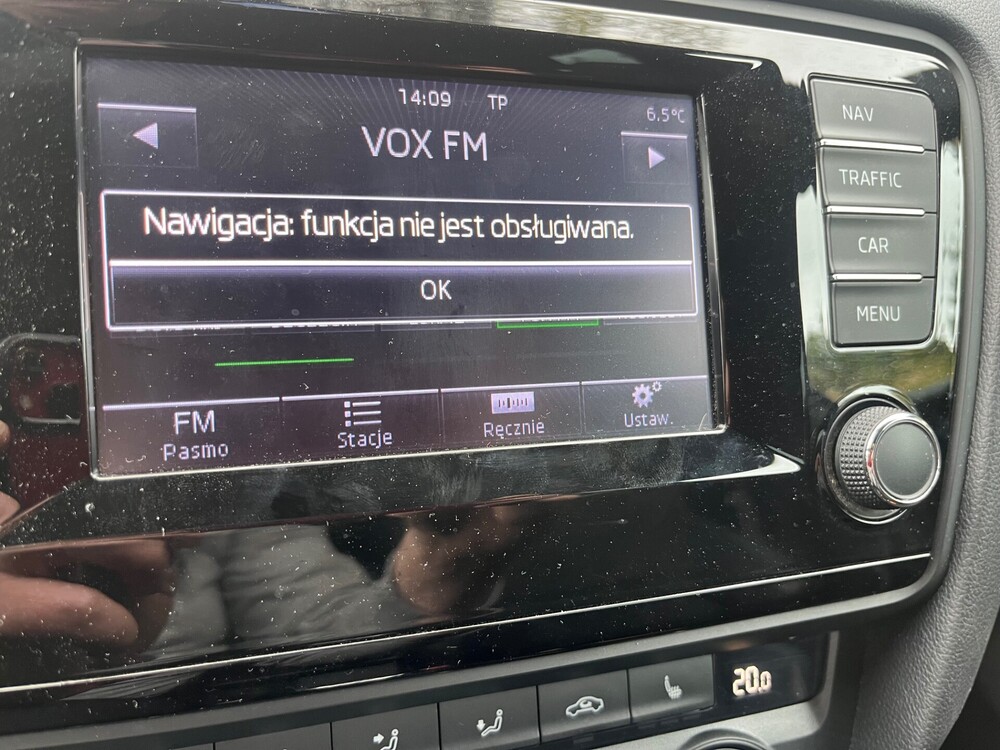 14:09 TP
6.5°C
VOX FM
Nawigacja: funkcja nie jest obsługiwana.
OK
FM
Pasmo
Stacje
Ręcznie
Ustaw.
NAV
TRAFFIC
CAR
MENU
20.0